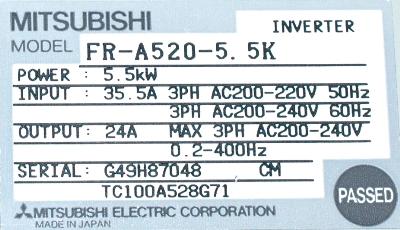 MITSUBISHI INVERTER
MODEL FR-A520-5.5K
POWER : 5.5kW
INPUT : 35.5A 3PH AC200-220V 50Hz
3PH AC200-240V 60Hz
OUTPUT: 24A MAX 3PH AC200-240V
0.2-400Hz
SERIAL: G49H87048 CM
TC100A528G71
PASSED
MITSUBISHI ELECTRIC CORPORATION
MADE IN JAPAN